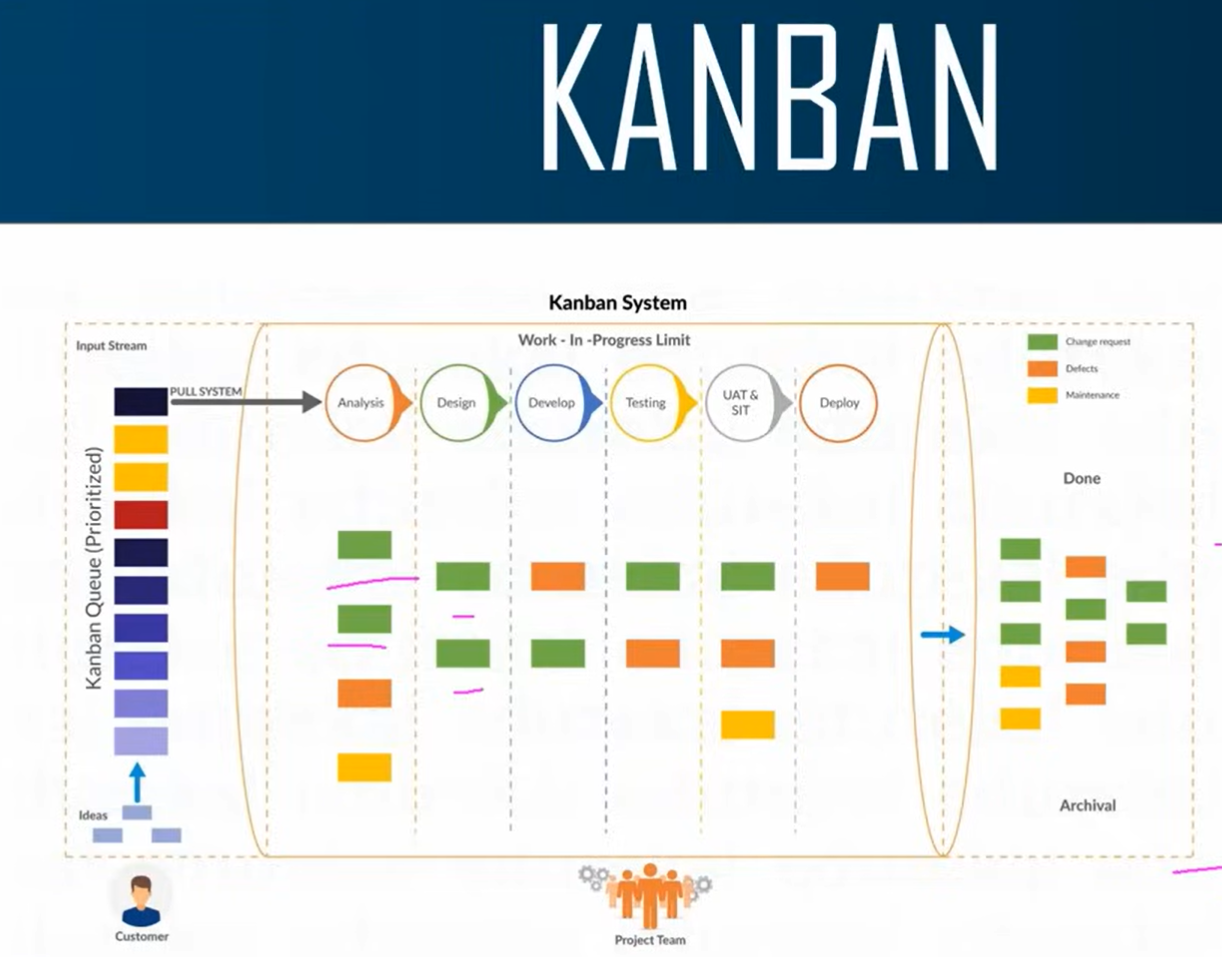 KANBAN
Kanban System
Input Stream
Work - In -Progress Limit
Change request
Defects
Maintenance
PULL SYSTEM
Analysis
Design
Develop
Testing
UAT &
SIT
Deploy
Kanban Queue (Prioritized)
Done
Ideas
Archival
Customer
Project Team